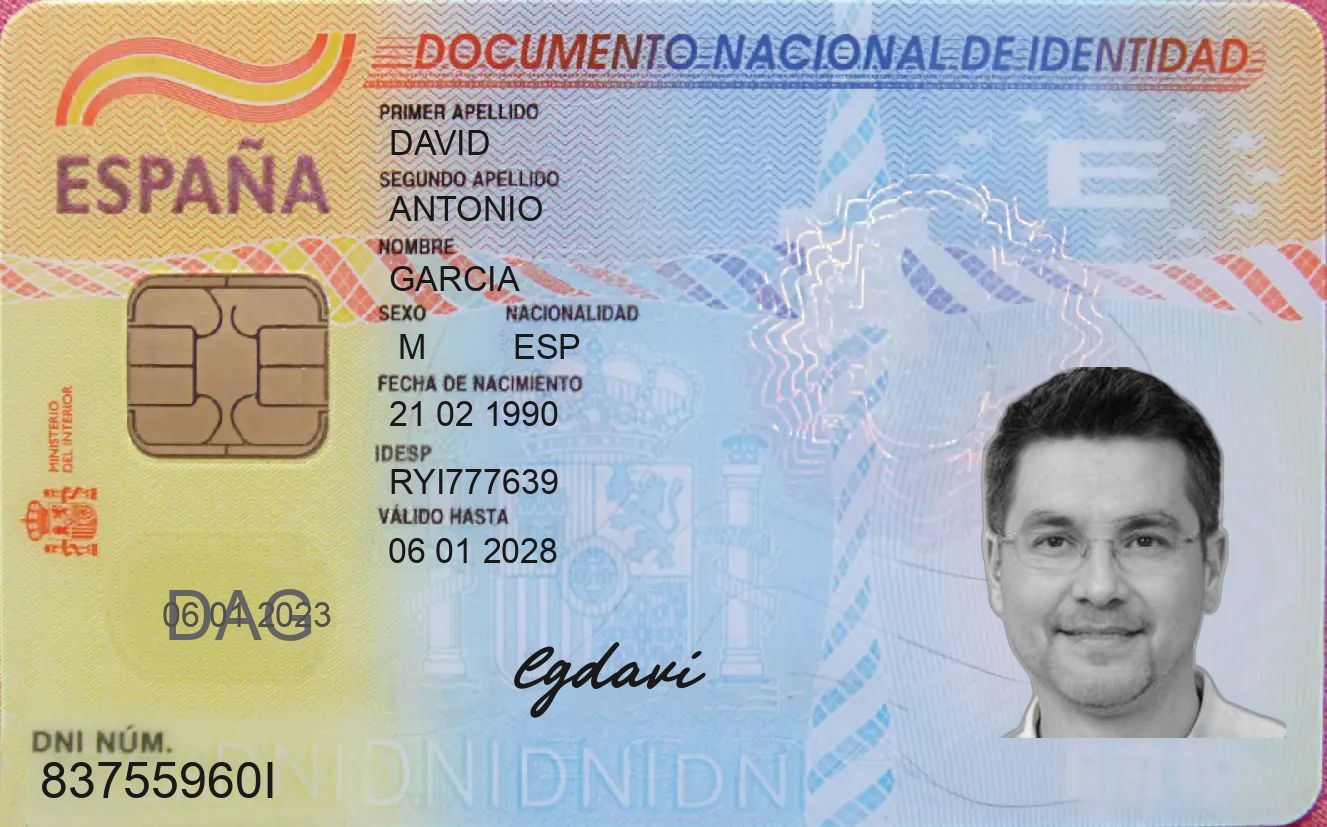 DOCUMENTO NACIONAL DE IDENTIDAD
ESPAÑA
PRIMER APELLIDO
DAVID
SEGUNDO APELLIDO
ANTONIO
NOMBRE
GARCIA
SEXO NACIONALIDAD
M ESP
FECHA DE NACIMIENTO
21 02 1990
IDESP
RYI777639
VÁLIDO HASTA
06 01 2028
MINISTERIO
DEL INTERIOR
E
06 01 2023
DAG
Cgdavi
DNI NÚM.
83755960I
DNIDNIDNIDNI